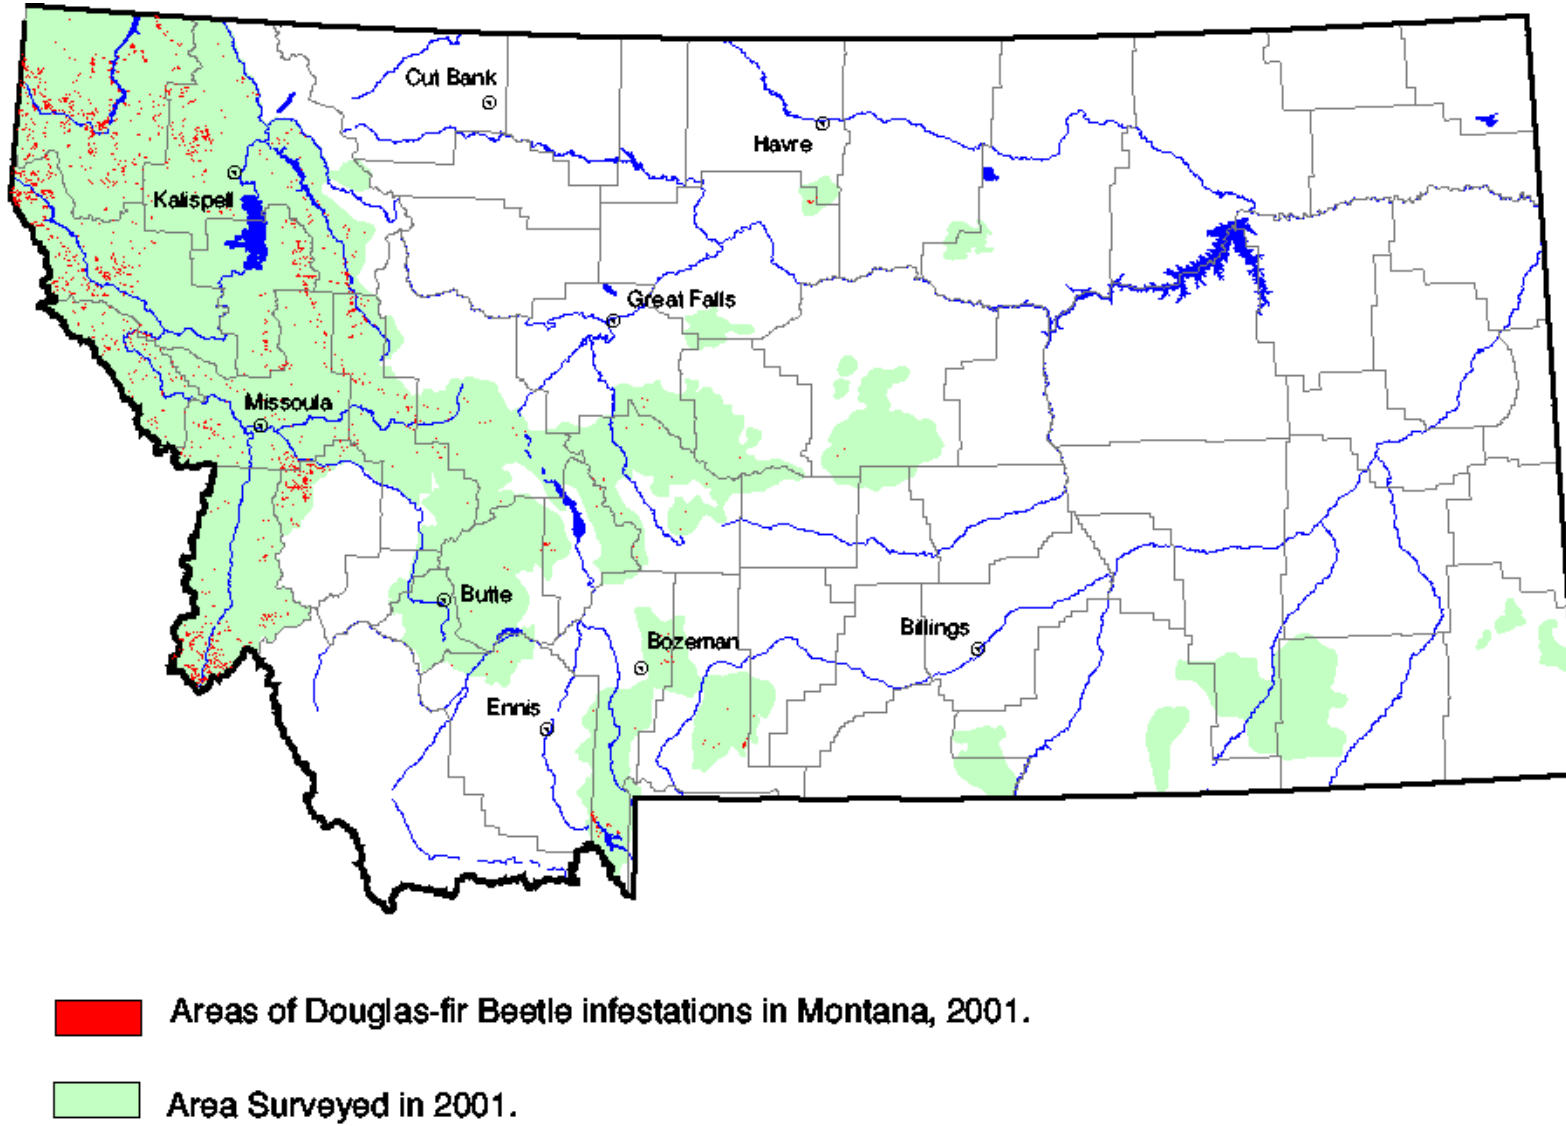 Cut Bank
Havre
Kalispell
Great Falls
Missoula
Butte
Bozeman
Billings
Ennis
Areas of Douglas-fir Beetle infestations in Montana, 2001.
Area Surveyed in 2001.